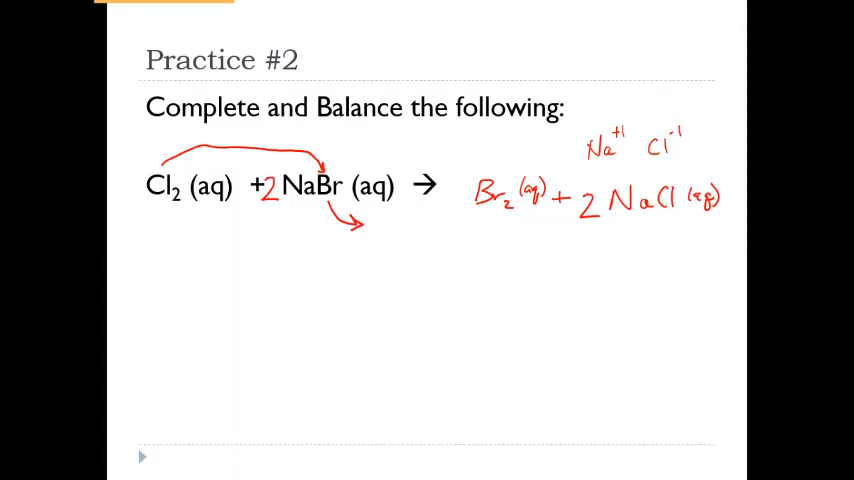 Practice #2
Complete and Balance the following:
Na⁺¹ Cl⁻¹
Cl₂ (aq) +2 NaBr (aq) → Br₂ (aq) + 2 NaCl (aq)